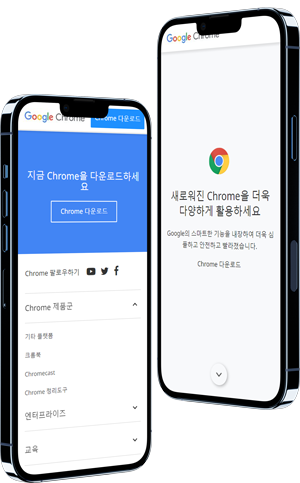 Google Chrome
Chrome 다운로드
지금 Chrome을 다운로드하세
요
Chrome 다운로드
Chrome 팔로우하기
Chrome 제품군
기타 플랫폼
크롬북
Chromecast
Chrome 정리도구
엔터프라이즈
교육
Google Chrome
새로워진 Chrome을 더욱
다양하게 활용하세요
Google의 스마트한 기능을 내장하여 더욱 심
플하고 안전하고 빨라졌습니다.
Chrome 다운로드